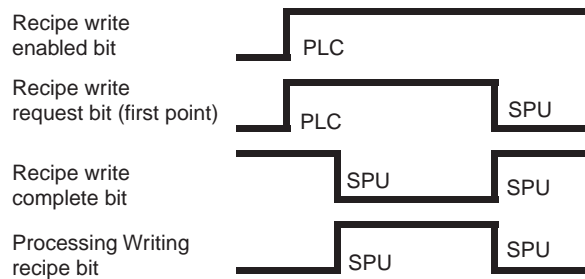 Recipe write
enabled bit
PLC
Recipe write
request bit (first point)
PLC
SPU
Recipe write
complete bit
SPU
SPU
Processing Writing
recipe bit
SPU
SPU